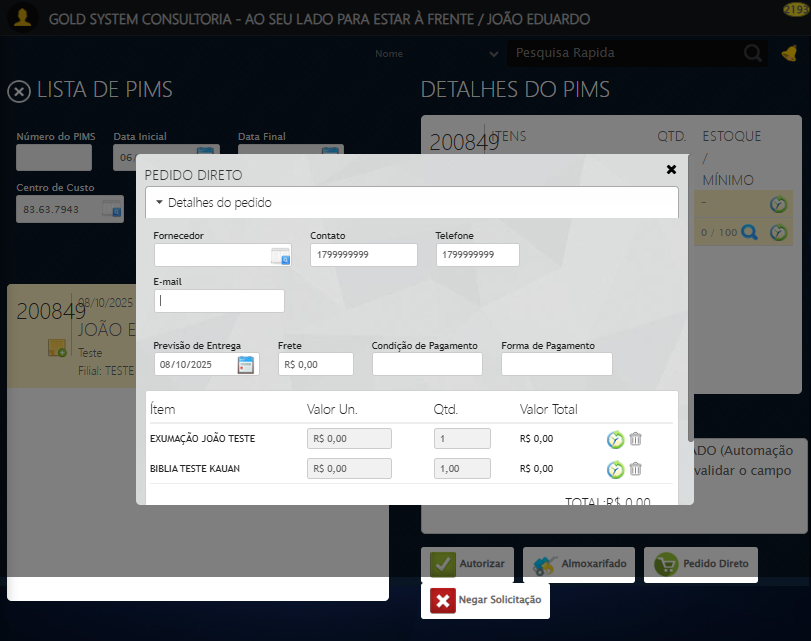 GOLD SYSTEM CONSULTORIA - AO SEU LADO PARA ESTAR À FRENTE / JOÃO EDUARDO
2193
Nome
Pesquisa Rapida
LISTA DE PIMS
DETALHES DO PIMS
Número do PIMS
Data Inicial
Data Final
06/
Centro de Custo
83.63.7943
200849
ITENS
QTD.
ESTOQUE
/
MÍNIMO
-
0 / 100
200849
08/10/2025
JOÃO E
Teste
Filial: TESTE
PEDIDO DIRETO
Detalhes do pedido
Fornecedor
Contato
Telefone
1799999999
1799999999
E-mail
Previsão de Entrega
Frete
Condição de Pagamento
Forma de Pagamento
08/10/2025
R$ 0,00
Ítem
Valor Un.
Qtd.
Valor Total
EXUMAÇÃO JOÃO TESTE
R$ 0,00
1
R$ 0,00
BIBLIA TESTE KAUAN
R$ 0,00
1,00
R$ 0,00
TOTAL:R$ 0,00
ADO (Automação
validar o campo
Autorizar
Almoxarifado
Pedido Direto
Negar Solicitação